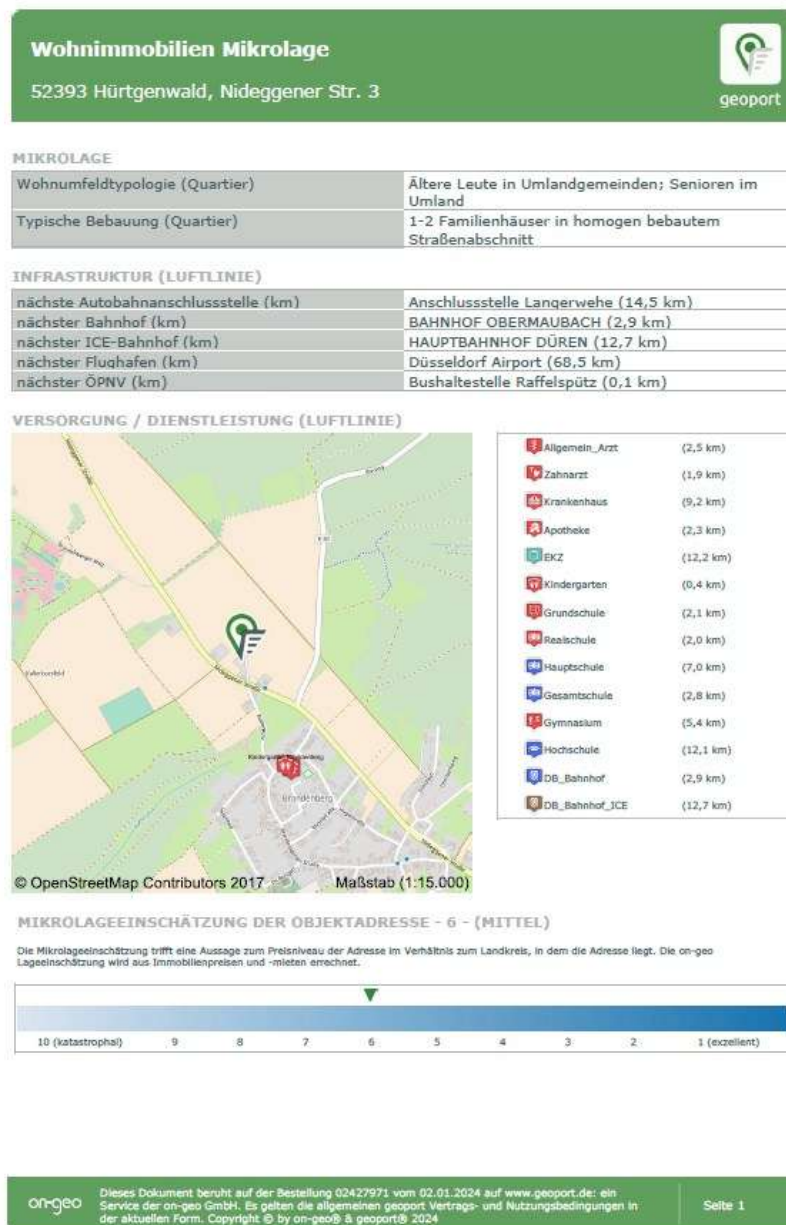 Wohnimmobilien Mikrolage
52393 Hürtgenwald, Nideggener Str. 3
geoport
MIKROLAGE
Wohnumfeldtypologie (Quartier) Ältere Leute in Umlandgemeinden; Senioren im
Umland
Typische Bebauung (Quartier) 1-2 Familienhäuser in homogen bebautem
Straßenabschnitt
INFRASTRUKTUR (LUFTLINIE)
nächste Autobahnanschlussstelle (km) Anschlussstelle Langerwehe (14,5 km)
nächster Bahnhof (km) BAHNHOF OBERMAUBACH (2,9 km)
nächster ICE-Bahnhof (km) HAUPTBAHNHOF DÜREN (12,7 km)
nächster Flughafen (km) Düsseldorf Airport (68,5 km)
nächster ÖPNV (km) Bushaltestelle Raffelspütz (0,1 km)
VERSORGUNG / DIENSTLEISTUNG (LUFTLINIE)
Brandenberg
© OpenStreetMap Contributors 2017 Maßstab (1:15.000)
Allgemein_Arzt (2,5 km)
Zahnarzt (1,9 km)
Krankenhaus (9,2 km)
Apotheke (2,3 km)
EKZ (12,2 km)
Kindergarten (0,4 km)
Grundschule (2,1 km)
Realschule (2,0 km)
Hauptschule (7,0 km)
Gesamtschule (2,8 km)
Gymnasium (5,4 km)
Hochschule (12,1 km)
DB_Bahnhof (2,9 km)
DB_Bahnhof_ICE (12,7 km)
MIKROLAGEEINSCHÄTZUNG DER OBJEKTADRESSE - 6 - (MITTEL)
Die Mikrolageeinschätzung trifft eine Aussage zum Preisniveau der Adresse im Verhältnis zum Landkreis, in dem die Adresse liegt. Die on-geo
Lageeinschätzung wird aus Immobilienpreisen und -mieten errechnet.
10 (katastrophal) 9 8 7 6 5 4 3 2 1 (exzellent)
on-geo
Dieses Dokument beruht auf der Bestellung 02427971 vom 02.01.2024 auf www.geoport.de: ein
Service der on-geo GmbH. Es gelten die allgemeinen geoport Vertrags- und Nutzungsbedingungen in
der aktuellen Form. Copyright © by on-geo® & geoport® 2024
Seite 1